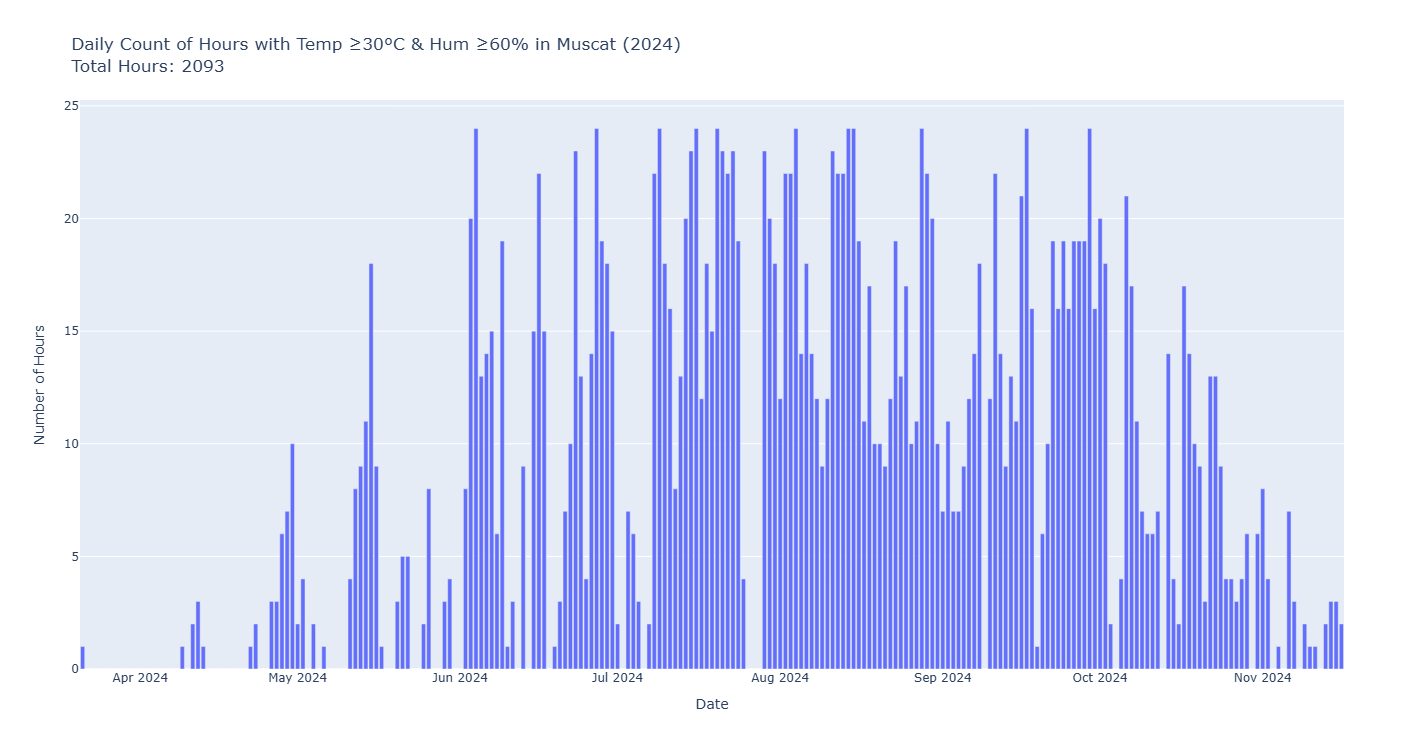 Daily Count of Hours with Temp ≥30ºC & Hum ≥60% in Muscat (2024)
Total Hours: 2093
25
20
15
10
5
0
Number of Hours
Apr 2024
May 2024
Jun 2024
Jul 2024
Aug 2024
Sep 2024
Oct 2024
Nov 2024
Date